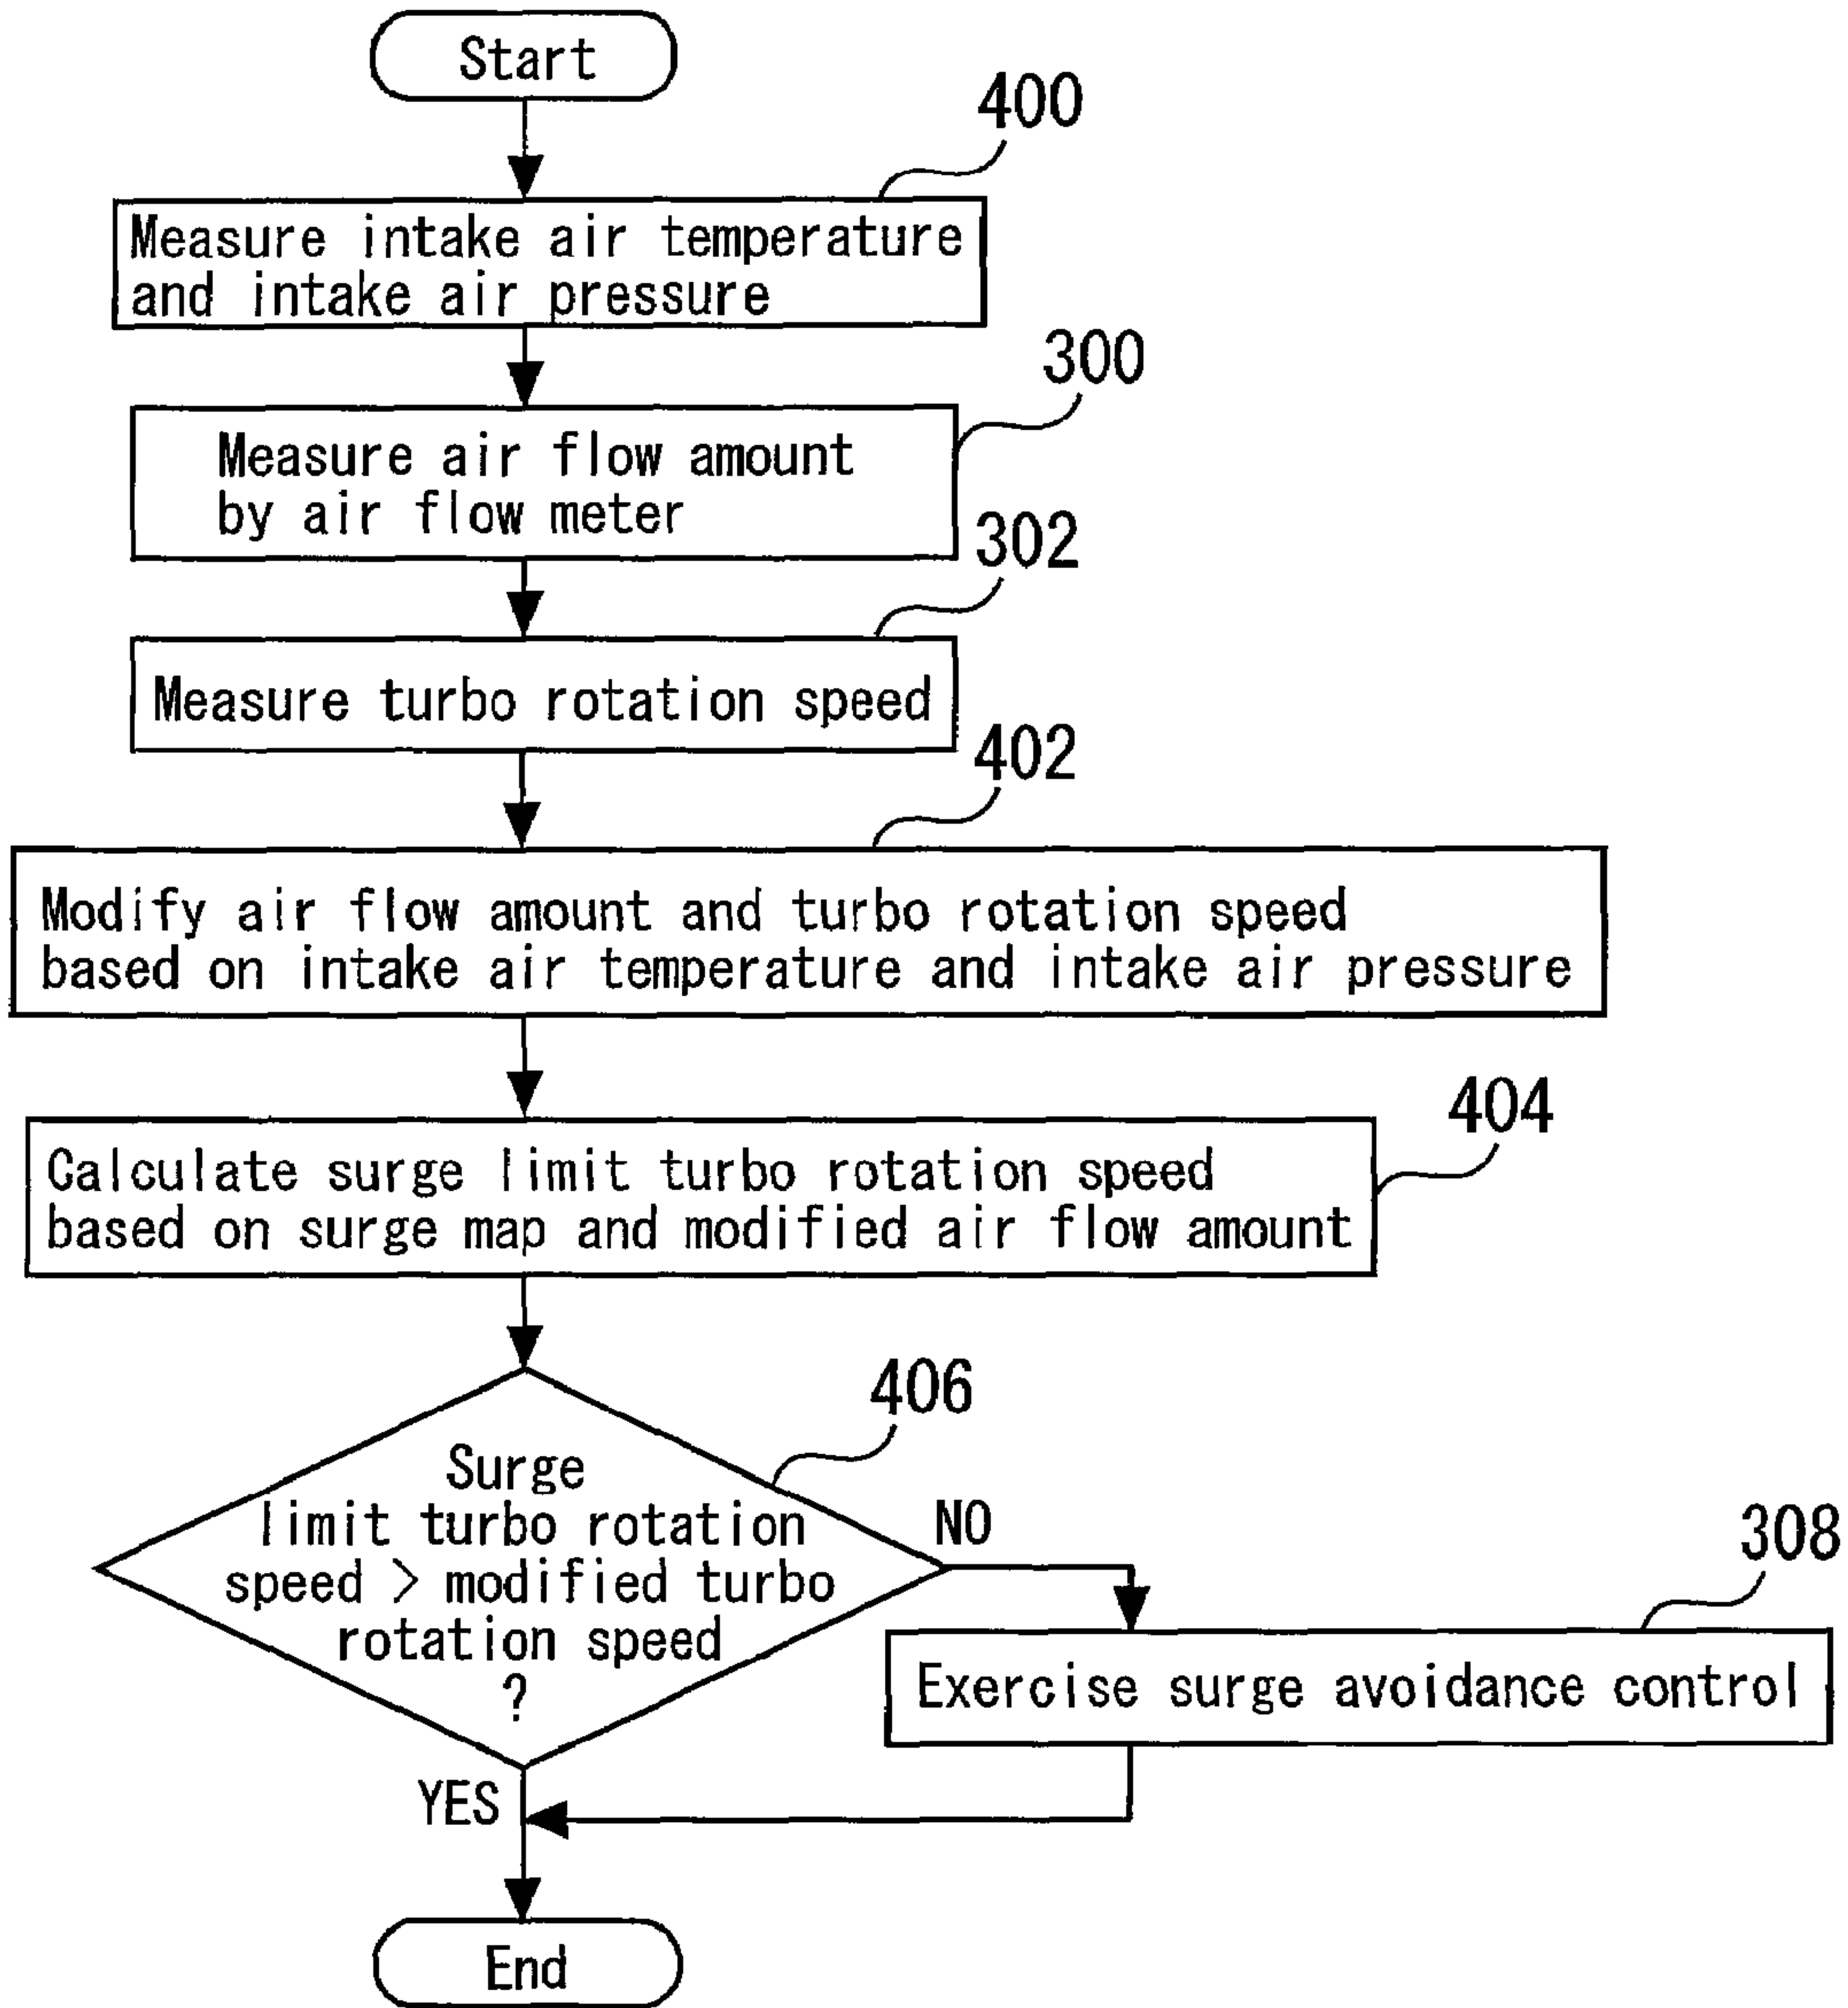 Start
400
Measure intake air temperature
and intake air pressure
300
Measure air flow amount
by air flow meter
302
Measure turbo rotation speed
402
Modify air flow amount and turbo rotation speed
based on intake air temperature and intake air pressure
404
Calculate surge limit turbo rotation speed
based on surge map and modified air flow amount
406
Surge
limit turbo rotation
speed > modified turbo
rotation speed
?
NO
308
Exercise surge avoidance control
YES
End